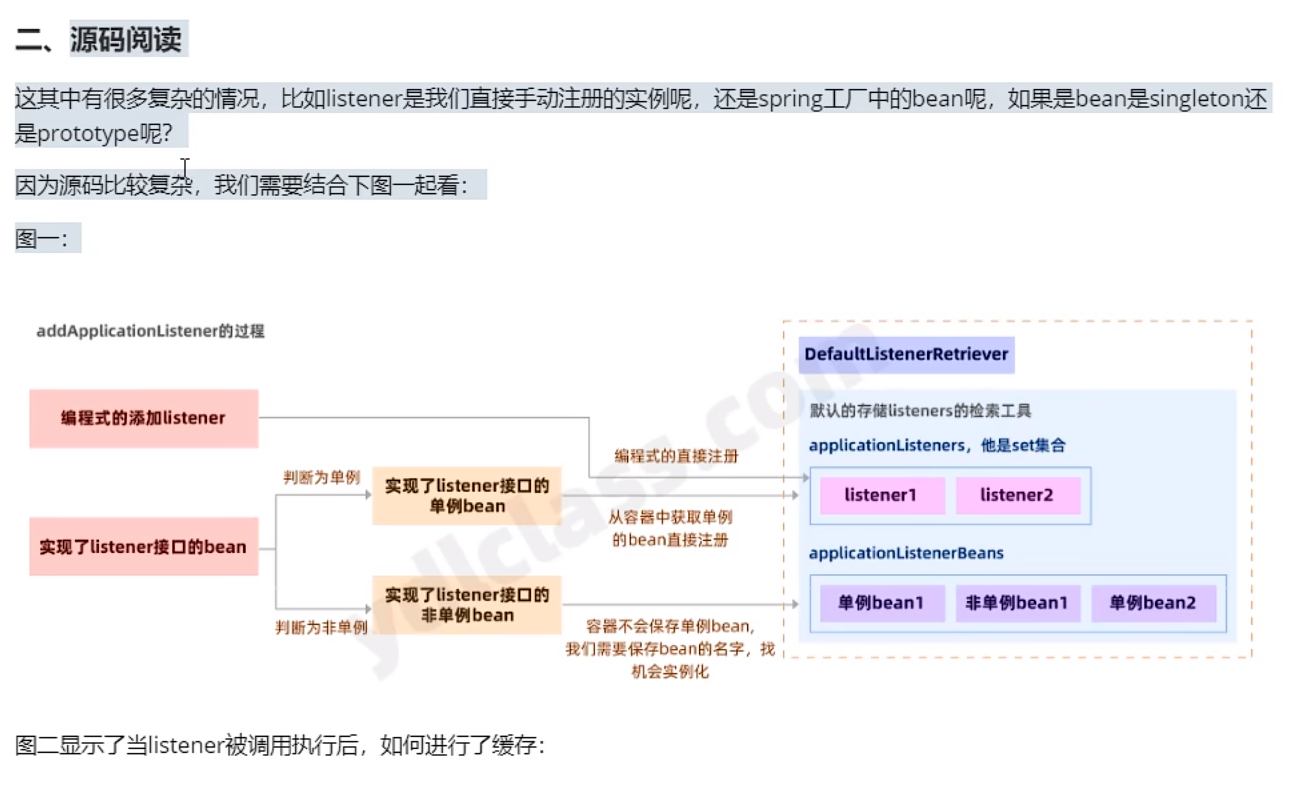 二、源码阅读
这其中有很多复杂的情况，比如listener是我们直接手动注册的实例呢，还是spring工厂中的bean呢，如果是bean是singleton还
是prototype呢？
因为源码比较复杂，我们需要结合下图一起看：
图一：
addApplicationListener的过程
DefaultListenerRetriever
编程式的添加listener
默认的存储listeners的检索工具
applicationListeners，他是set集合
编程式的直接注册
判断为单例
实现了listener接口的
单例bean
listener1
listener2
从容器中获取单例
的bean直接注册
实现了listener接口的bean
applicationListenerBeans
实现了listener接口的
非单例bean
单例bean1
非单例bean1
单例bean2
判断为非单例
容器不会保存单例bean，
我们需要保存bean的名字，找
机会实例化
ydlclass.com
图二显示了当listener被调用执行后，如何进行了缓存：